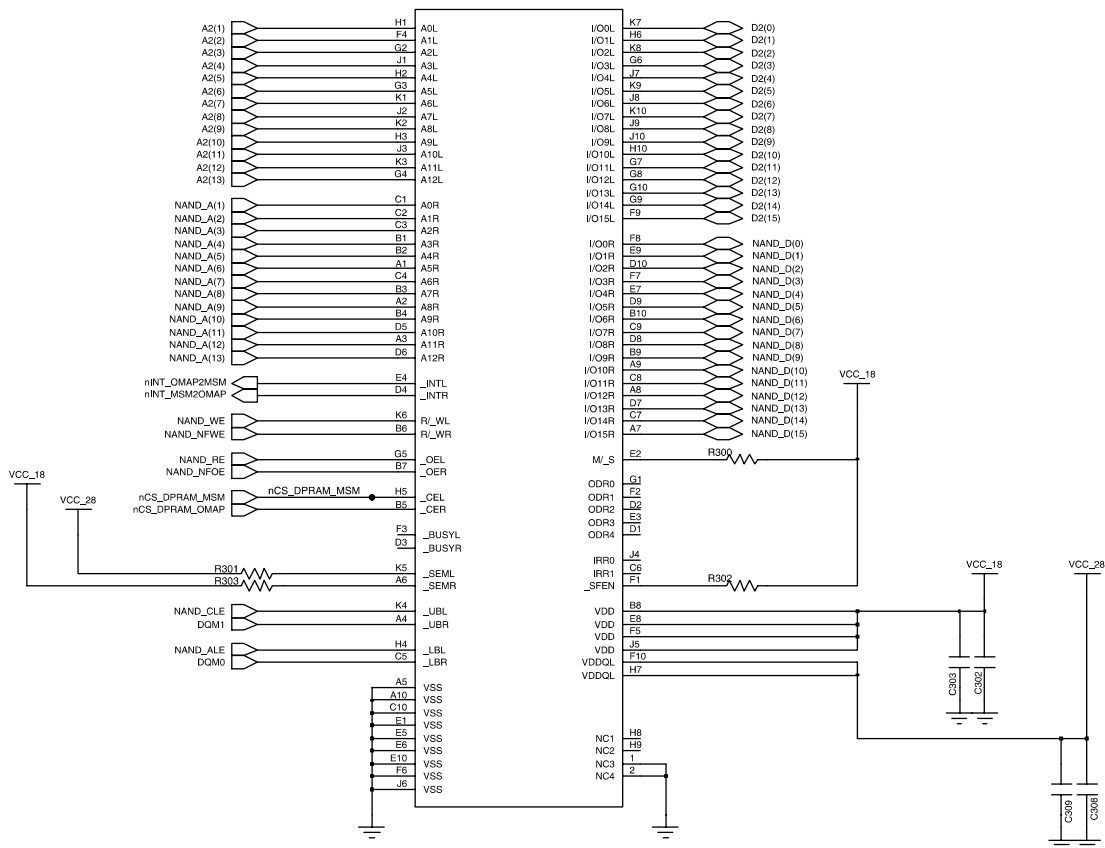 A2(1) H1 A0L
A2(2) F4 A1L
A2(3) G2 A2L
A2(4) J1 A3L
A2(5) H2 A4L
A2(6) G3 A5L
A2(7) K1 A6L
A2(8) J2 A7L
A2(9) K2 A8L
A2(10) H3 A9L
A2(11) J3 A10L
A2(12) K3 A11L
A2(13) G4 A12L
NAND_A(1) C1 A0R
NAND_A(2) C2 A1R
NAND_A(3) C3 A2R
NAND_A(4) B1 A3R
NAND_A(5) B2 A4R
NAND_A(6) A1 A5R
NAND_A(7) C4 A6R
NAND_A(8) B3 A7R
NAND_A(9) A2 A8R
NAND_A(10) B4 A9R
NAND_A(11) D5 A10R
NAND_A(12) A3 A11R
NAND_A(13) D6 A12R
nINT_OMAP2MSM E4 _INTL
nINT_MSM2OMAP D4 _INTR
NAND_WE K6 R/_WL
NAND_NFWE B6 R/_WR
NAND_RE G5 _OEL
NAND_NFOE B7 _OER
VCC_18
VCC_28
nCS_DPRAM_MSM nCS_DPRAM_MSM H5 _CEL
nCS_DPRAM_OMAP B5 _CER
F3 _BUSYL
D3 _BUSYR
R301 K5 _SEML
R303 A6 _SEMR
NAND_CLE K4 _UBL
DQM1 A4 _UBR
NAND_ALE H4 _LBL
DQM0 C5 _LBR
A5 VSS
A10 VSS
C10 VSS
E1 VSS
E5 VSS
E6 VSS
E10 VSS
F6 VSS
J6 VSS
I/O0L K7 D2(0)
I/O1L H6 D2(1)
I/O2L K8 D2(2)
I/O3L G6 D2(3)
I/O4L J7 D2(4)
I/O5L K9 D2(5)
I/O6L J8 D2(6)
I/O7L K10 D2(7)
I/O8L J9 D2(8)
I/O9L J10 D2(9)
I/O10L H10 D2(10)
I/O11L G7 D2(11)
I/O12L G8 D2(12)
I/O13L G10 D2(13)
I/O14L G9 D2(14)
I/O15L F9 D2(15)
I/O0R F8 NAND_D(0)
I/O1R E9 NAND_D(1)
I/O2R D10 NAND_D(2)
I/O3R F7 NAND_D(3)
I/O4R E7 NAND_D(4)
I/O5R D9 NAND_D(5)
I/O6R B10 NAND_D(6)
I/O7R C9 NAND_D(7)
I/O8R D8 NAND_D(8)
I/O9R B9 NAND_D(9)
I/O10R A9 NAND_D(10)
I/O11R C8 NAND_D(11)
I/O12R A8 NAND_D(12)
I/O13R D7 NAND_D(13)
I/O14R C7 NAND_D(14)
I/O15R A7 NAND_D(15)
VCC_18
M/_S E2 R300
ODR0 G1
ODR1 F2
ODR2 D2
ODR3 E3
ODR4 D1
IRR0 J4
IRR1 C6
_SFEN F1 R302
VCC_18
VCC_28
VDD B8
VDD E8
VDD F5
VDD J5
VDDQL F10
VDDQL H7
C303
C302
NC1 H8
NC2 H9
NC3 1
NC4 2
C309
C308